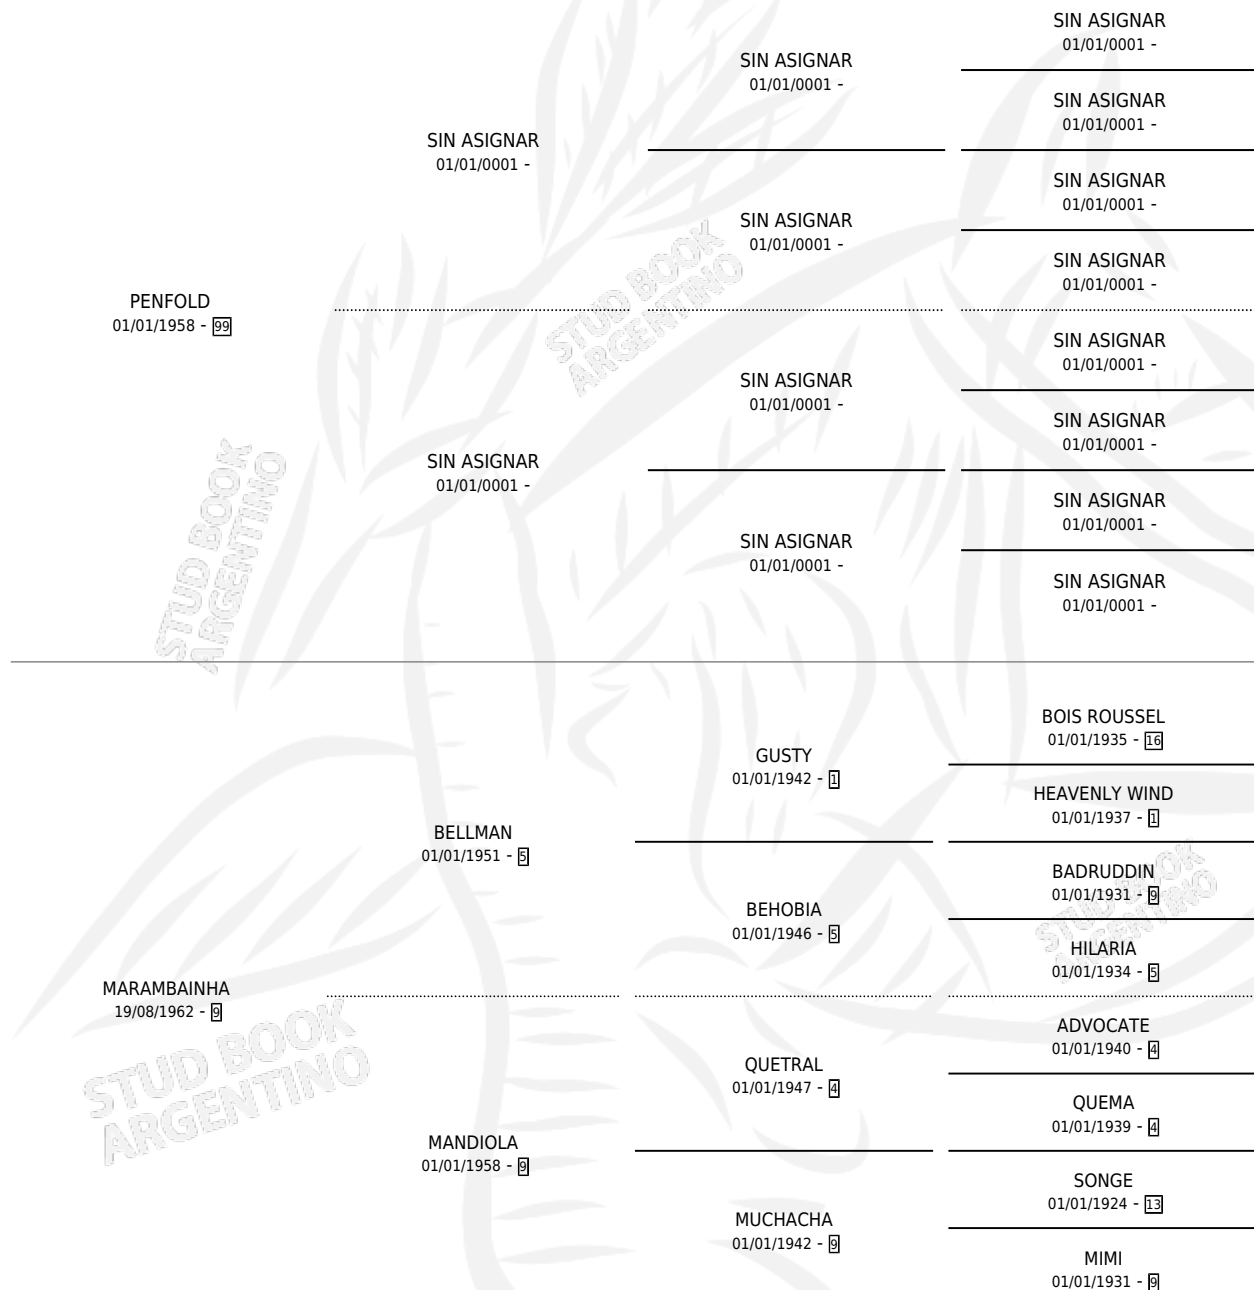 SIN ASIGNAR
01/01/0001 -
SIN ASIGNAR
01/01/0001 -
SIN ASIGNAR
01/01/0001 -
SIN ASIGNAR
01/01/0001 -
SIN ASIGNAR
01/01/0001 -
SIN ASIGNAR
01/01/0001 -
SIN ASIGNAR
01/01/0001 -
STUD BOOK
ARGENTINO
PENFOLD
01/01/1958 - 99
SIN ASIGNAR
01/01/0001 -
SIN ASIGNAR
01/01/0001 -
SIN ASIGNAR
01/01/0001 -
SIN ASIGNAR
01/01/0001 -
SIN ASIGNAR
01/01/0001 -
SIN ASIGNAR
01/01/0001 -
SIN ASIGNAR
01/01/0001 -
STUD BOOK
ARGENTINO
BOIS ROUSSEL
01/01/1935 - 16
GUSTY
01/01/1942 - 1
HEAVENLY WIND
01/01/1937 - 1
BELLMAN
01/01/1951 - 5
BADRUDDIN
01/01/1931 - 9
BEHOBIA
01/01/1946 - 5
HILARIA
01/01/1934 - 5
STUD BOOK
ARGENTINO
MARAMBAINHA
19/08/1962 - 9
ADVOCATE
01/01/1940 - 4
QUETRAL
01/01/1947 - 4
QUEMA
01/01/1939 - 4
STUD BOOK
ARGENTINO
MANDIOLA
01/01/1958 - 9
SONGE
01/01/1924 - 13
MUCHACHA
01/01/1942 - 9
MIMI
01/01/1931 - 9